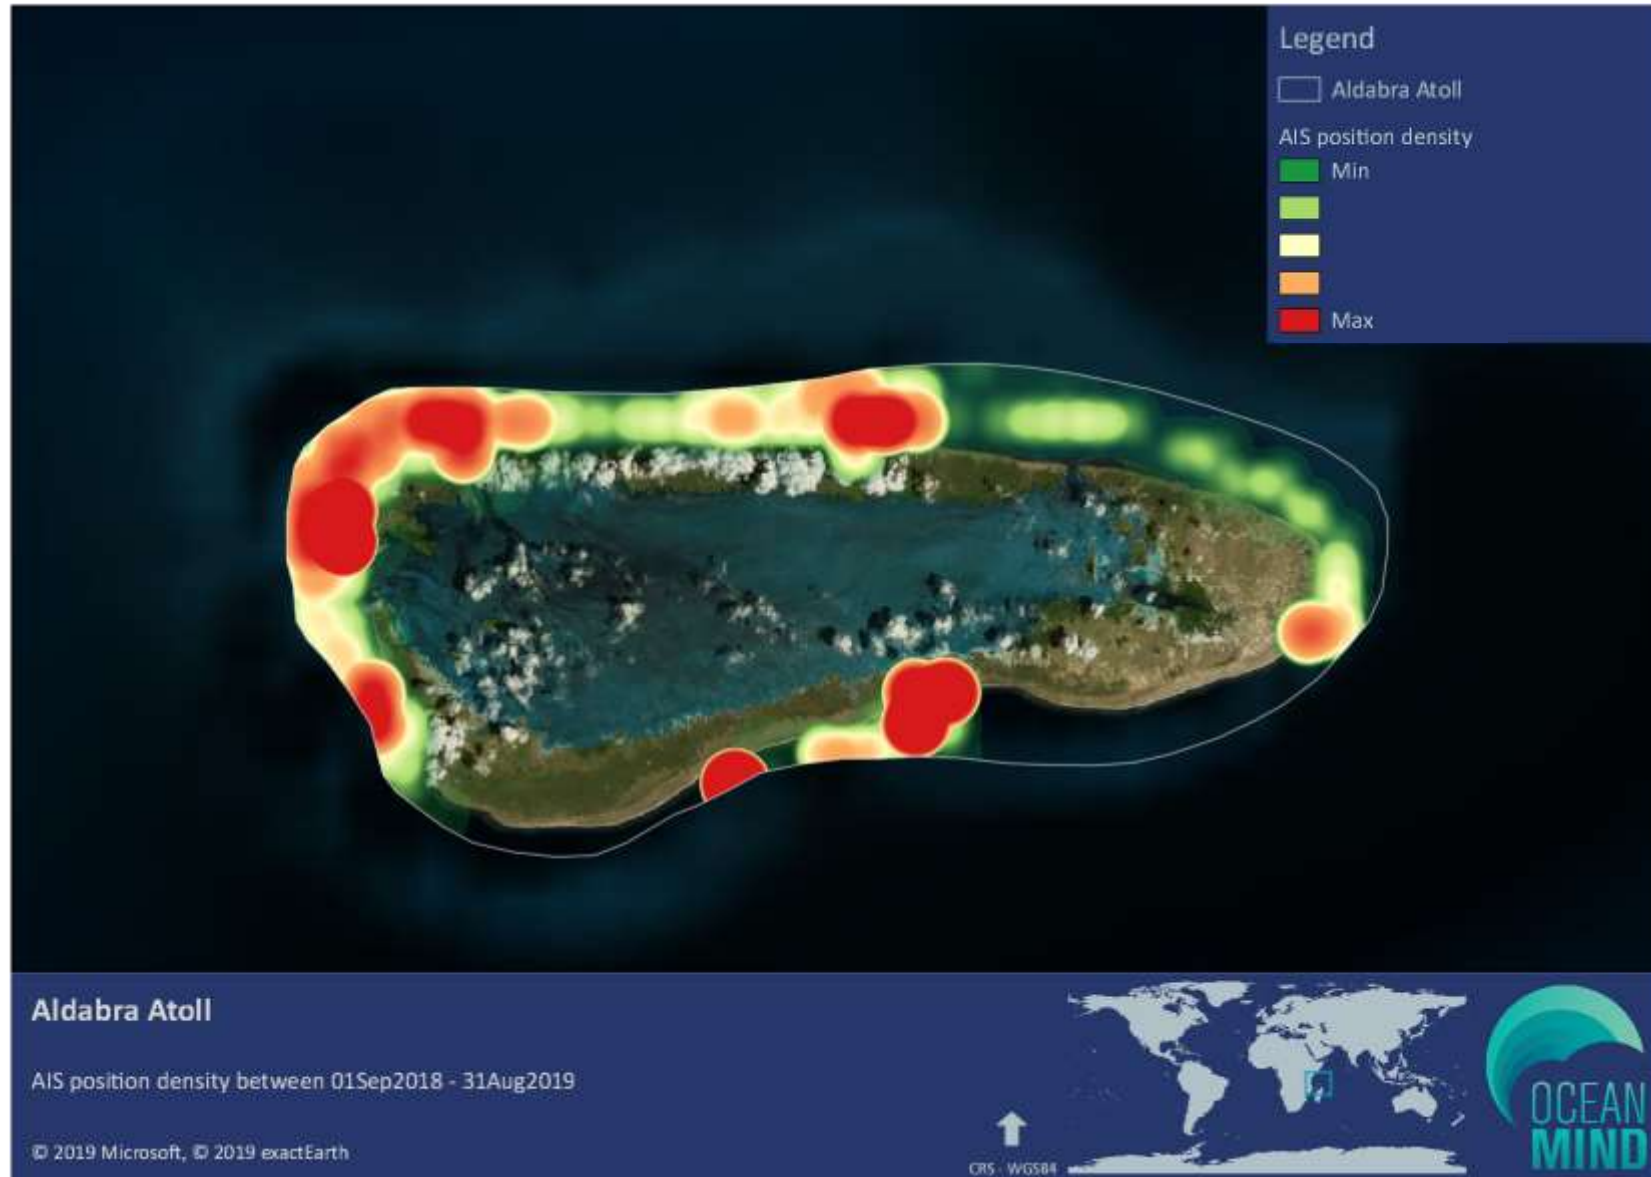 Legend
Aldabra Atoll
AIS position density
Min
Max
Aldabra Atoll
AIS position density between 01Sep2018 - 31Aug2019
© 2019 Microsoft, © 2019 exactEarth
CRS - WGS84
OCEAN
MIND